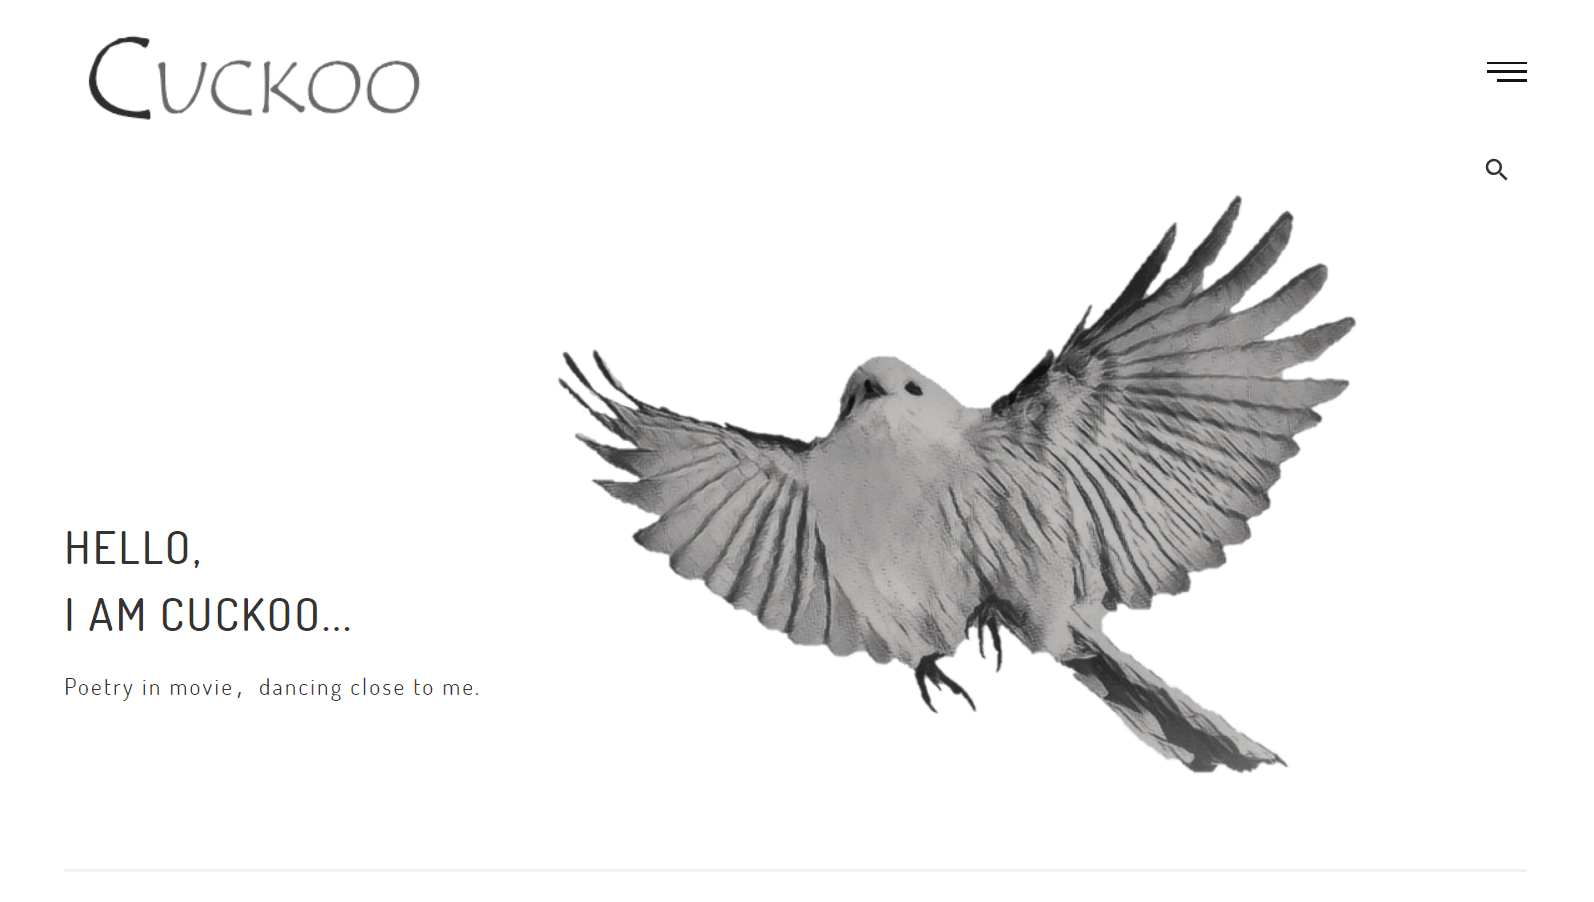 CUCKOO
HELLO,
I AM CUCKOO...
Poetry in movie，dancing close to me.